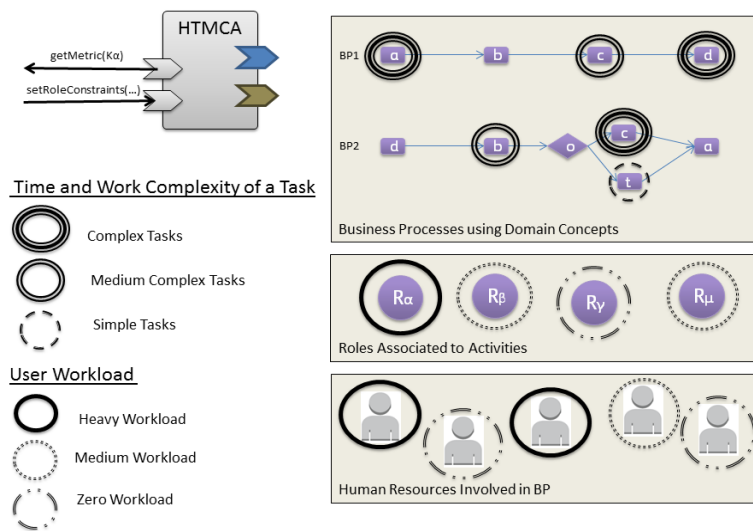 HTMCA
getMetric(Kα)
setRoleConstraints(…)
Time and Work Complexity of a Task
Complex Tasks
Medium Complex Tasks
Simple Tasks
User Workload
Heavy Workload
Medium Workload
Zero Workload
BP1 a b c d
BP2 d b o c a
t
Business Processes using Domain Concepts
Rα Rβ Rγ Rμ
Roles Associated to Activities
Human Resources Involved in BP